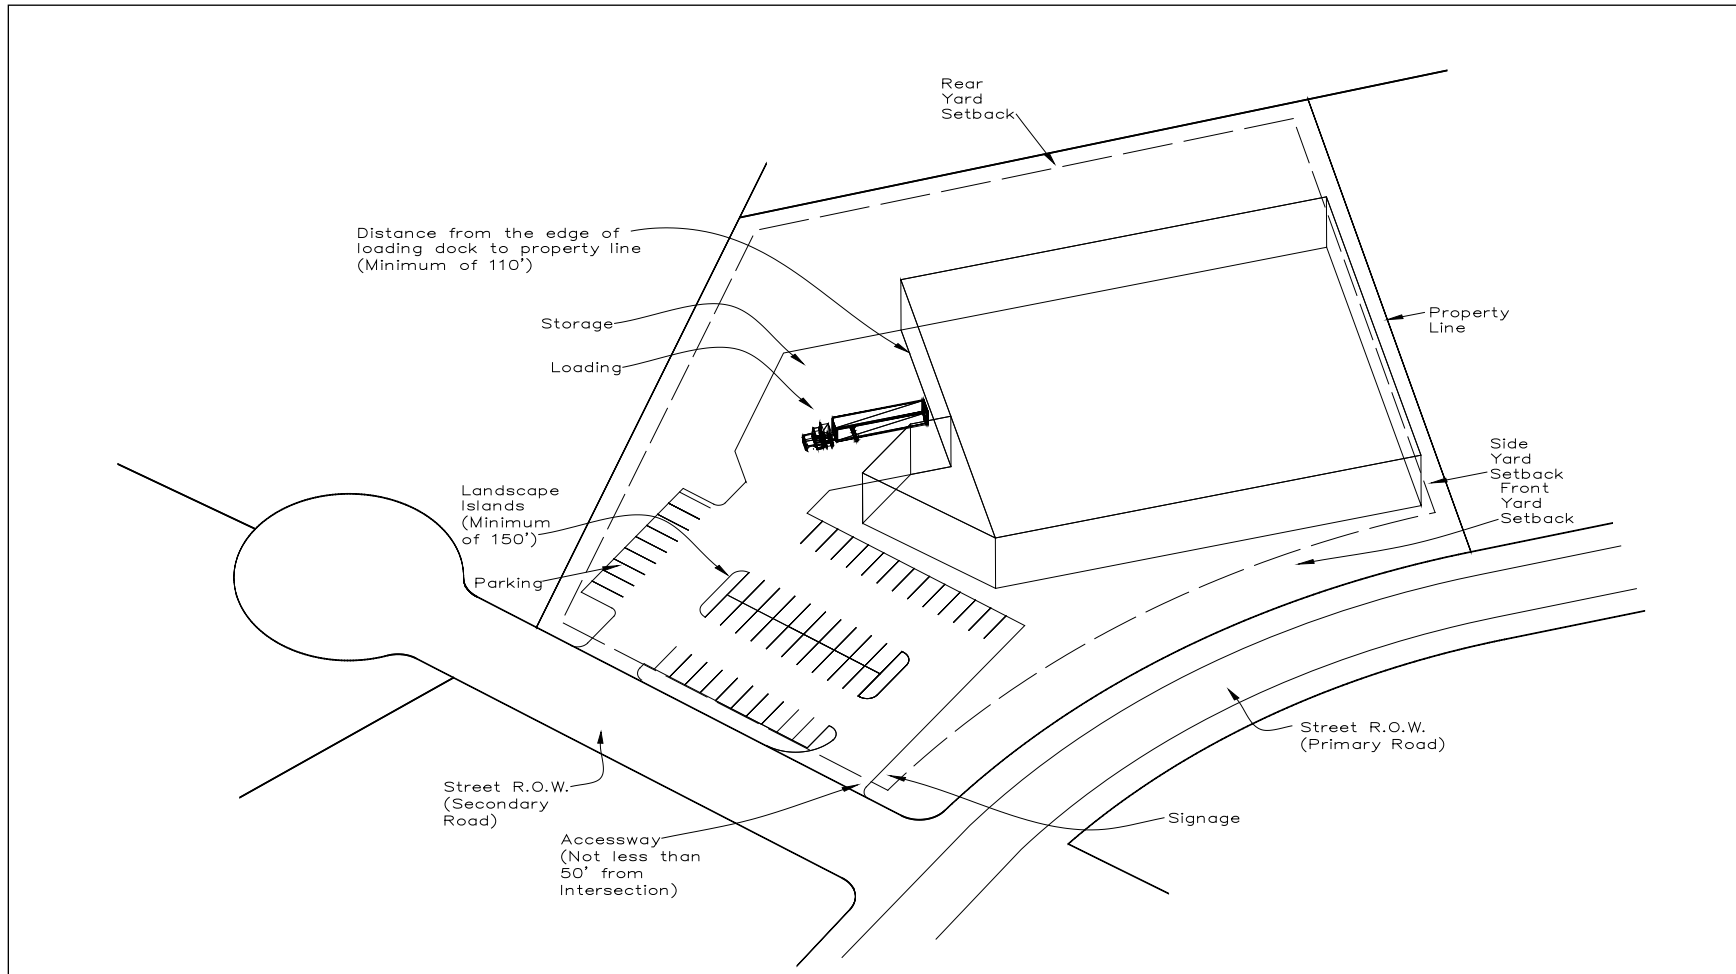 Rear
Yard
Setback
Distance from the edge of
loading dock to property line
(Minimum of 110')
Storage
Loading
Property
Line
Side
Yard
Setback
Front
Yard
Setback
Landscape
Islands
(Minimum
of 150')
Parking
Street R.O.W.
(Primary Road)
Street R.O.W.
(Secondary
Road)
Signage
Accessway
(Not less than
50' from
Intersection)